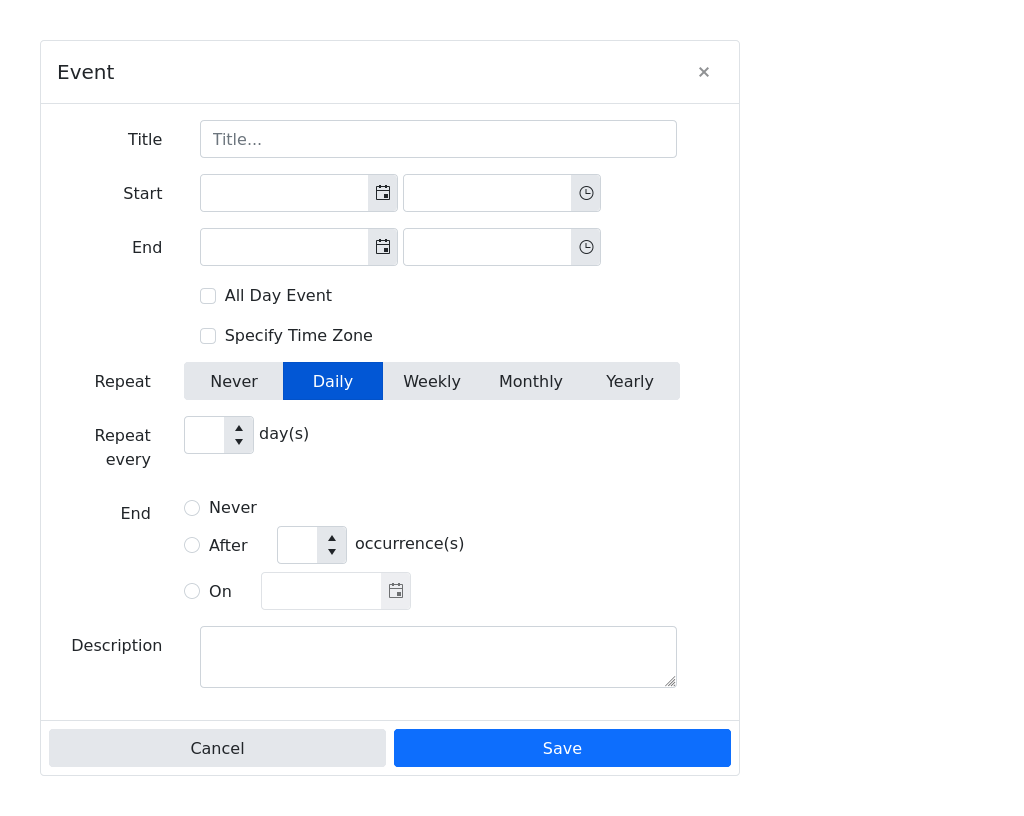 Event
×
Title
Title...
Start
End
All Day Event
Specify Time Zone
Repeat
Never
Daily
Weekly
Monthly
Yearly
Repeat
every
day(s)
End
Never
After
occurrence(s)
On
Description
Cancel
Save